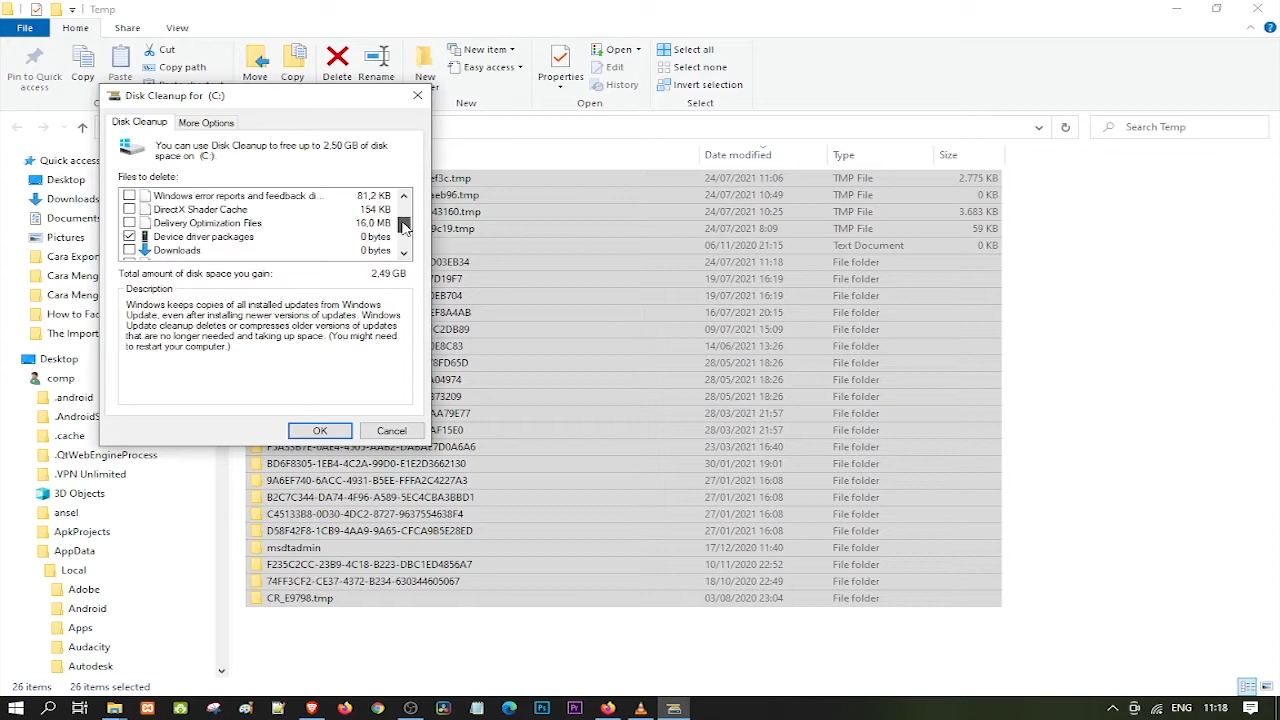 Temp
File
Home
Share
View
Pin to Quick access
Copy
Paste
Cut
Copy path
Move
Copy
Delete
Rename
New
New item
Easy access
New
Properties
Open
Edit
History
Open
Select all
Select none
Invert selection
Select
Disk Cleanup for (C:)
Disk Cleanup
More Options
You can use Disk Cleanup to free up to 2,50 GB of disk
space on (C:).
Files to delete:
Windows error reports and feedback di... 81,2 KB
DirectX Shader Cache 154 KB
Delivery Optimization Files 16,0 MB
Device driver packages 0 bytes
Downloads 0 bytes
Total amount of disk space you gain: 2,49 GB
Description
Windows keeps copies of all installed updates from Windows
Update, even after installing newer versions of updates. Windows
Update cleanup deletes or compresses older versions of updates
that are no longer needed and taking up space. (You might need
to restart your computer.)
OK
Cancel
Search Temp
Quick access
Desktop
Downloads
Documents
Pictures
Cara Expor
Cara Meng
Cara Meng
How to Fac
The Import
Desktop
comp
.android
.AndroidS
.cache
.QtWebEngineProcess
.VPN Unlimited
3D Objects
ansel
ApkProjects
AppData
Local
Adobe
Android
Apps
Audacity
Autodesk
Date modified Type Size
ef3c.tmp 24/07/2021 11:06 TMP File 2.775 KB
aeb96.tmp 24/07/2021 10:49 TMP File 0 KB
43160.tmp 24/07/2021 10:25 TMP File 3.683 KB
9c19.tmp 24/07/2021 8:09 TMP File 59 KB
06/11/2020 21:15 Text Document 0 KB
03EB34 24/07/2021 11:18 File folder
D19F7 19/07/2021 16:19 File folder
EB704 19/07/2021 16:19 File folder
EF8A4AB 16/07/2021 20:15 File folder
C2DB89 09/07/2021 15:09 File folder
0E8C83 14/06/2021 13:26 File folder
8FD65D 28/05/2021 18:26 File folder
A04974 28/05/2021 18:26 File folder
873209 28/05/2021 18:26 File folder
AA79E77 28/03/2021 21:57 File folder
AF15E0 28/03/2021 21:57 File folder
F5A55B7E-0AE4-4505-AAB2-DABAE7D0A6A6 23/03/2021 16:40 File folder
BD6F8305-1EB4-4C2A-99D0-E1E2D3662130 30/01/2021 19:01 File folder
9A6EF740-6ACC-4931-B5EE-FFFA2C4227A3 27/01/2021 16:08 File folder
B2C7C344-DA74-4F96-A589-5EC4CBA3BBD1 27/01/2021 16:08 File folder
C45133B8-0D30-4DC2-8727-9637554638F4 27/01/2021 16:08 File folder
D58F42F8-1CB9-4AA9-9A65-CFCA9B5E28ED 27/01/2021 16:08 File folder
msdtadmin 17/12/2020 11:40 File folder
F235C2CC-23B9-4C18-B223-DBC1ED4856A7 10/11/2020 22:52 File folder
74FF3CF2-CE37-4372-B234-630344605067 18/10/2020 22:49 File folder
CR_E9798.tmp 03/08/2020 23:04 File folder
26 items 26 items selected
ENG 11:18